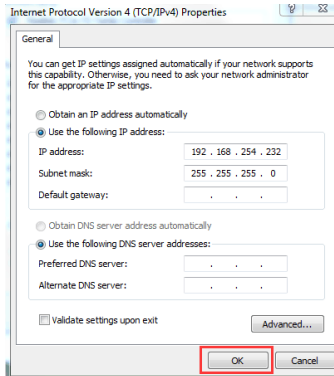 Internet Protocol Version 4 (TCP/IPv4) Properties
General
You can get IP settings assigned automatically if your network supports
this capability. Otherwise, you need to ask your network administrator
for the appropriate IP settings.
Obtain an IP address automatically
Use the following IP address:
IP address: 192 . 168 . 254 . 232
Subnet mask: 255 . 255 . 255 . 0
Default gateway: . . .
Obtain DNS server address automatically
Use the following DNS server addresses:
Preferred DNS server: . . .
Alternate DNS server: . . .
Validate settings upon exit
Advanced...
OK Cancel